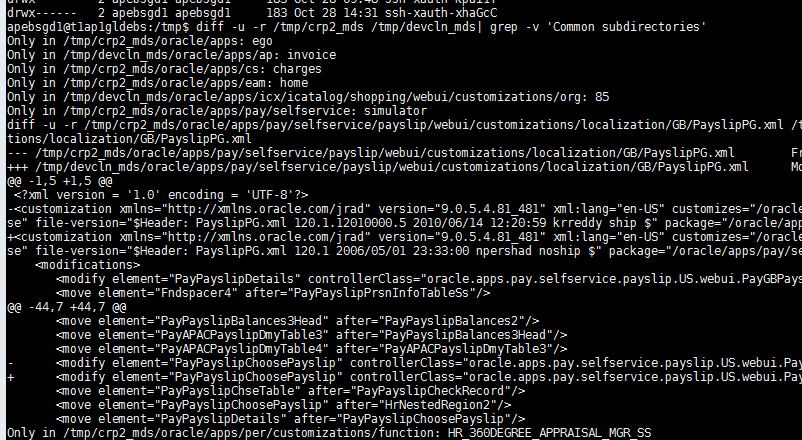 drwx------   2 apebsgd1 apebsgd1     183 Oct 28 14:31 ssh-xauth-xhaGcC
apebsgd1@t1ap1gldebs:/tmp$ diff -u -r /tmp/crp2_mds /tmp/devcln_mds| grep -v 'Common subdirectories'
Only in /tmp/crp2_mds/oracle/apps: ego
Only in /tmp/devcln_mds/oracle/apps/ap: invoice
Only in /tmp/crp2_mds/oracle/apps/cs: charges
Only in /tmp/crp2_mds/oracle/apps/eam: home
Only in /tmp/devcln_mds/oracle/apps/icx/icatalog/shopping/webui/customizations/org: 85
Only in /tmp/crp2_mds/oracle/apps/pay/selfservice: simulator
diff -u -r /tmp/crp2_mds/oracle/apps/pay/selfservice/payslip/webui/customizations/localization/GB/PayslipPG.xml /t
tions/localization/GB/PayslipPG.xml
--- /tmp/crp2_mds/oracle/apps/pay/selfservice/payslip/webui/customizations/localization/GB/PayslipPG.xml        Fr
+++ /tmp/devcln_mds/oracle/apps/pay/selfservice/payslip/webui/customizations/localization/GB/PayslipPG.xml      Mo
@@ -1,5 +1,5 @@
 <?xml version = '1.0' encoding = 'UTF-8'?>
-<customization xmlns="http://xmlns.oracle.com/jrad" version="9.0.5.4.81_481" xml:lang="en-US" customizes="/oracle
se" file-version="$Header: PayslipPG.xml 120.1.12010000.5 2010/06/14 12:20:59 krreddy ship $" package="/oracle/app
+<customization xmlns="http://xmlns.oracle.com/jrad" version="9.0.5.4.81_481" xml:lang="en-US" customizes="/oracle
se" file-version="$Header: PayslipPG.xml 120.1 2006/05/01 23:33:00 npershad noship $" package="/oracle/apps/pay/se
    <modifications>
       <modify element="PayPayslipDetails" controllerClass="oracle.apps.pay.selfservice.payslip.US.webui.PayGBPays
       <move element="Fndspacer4" after="PayPayslipPrsnInfoTableSs"/>
@@ -44,7 +44,7 @@
       <move element="PayPayslipBalances3Head" after="PayPayslipBalances2"/>
       <move element="PayAPACPayslipDmyTable3" after="PayPayslipBalances3Head"/>
       <move element="PayAPACPayslipDmyTable4" after="PayAPACPayslipDmyTable3"/>
-      <modify element="PayPayslipChoosePayslip" controllerClass="oracle.apps.pay.selfservice.payslip.US.webui.Pay
+      <modify element="PayPayslipChoosePayslip" controllerClass="oracle.apps.pay.selfservice.payslip.US.webui.Pay
       <move element="PayPayslipChseTable" after="PayPayslipCheckRecord"/>
       <move element="PayPayslipChoosePayslip" after="HrNestedRegion2"/>
       <move element="PayPayslipDetails" after="PayPayslipChoosePayslip"/>
Only in /tmp/crp2_mds/oracle/apps/per/customizations/function: HR_360DEGREE_APPRAISAL_MGR_SS